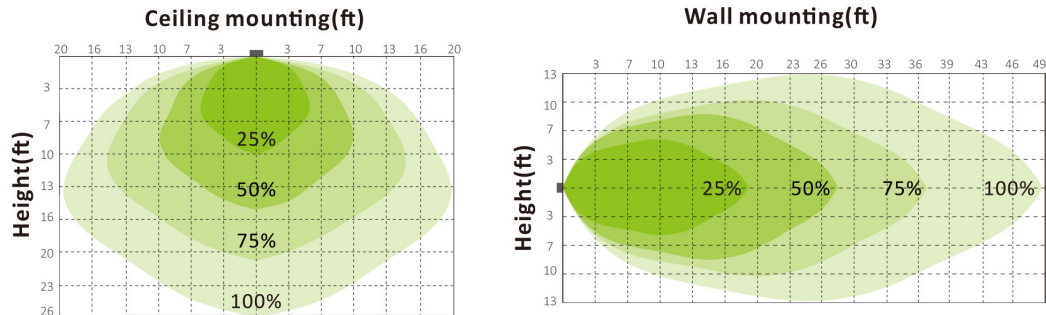 Ceiling mounting(ft)
20 16 13 10 7 3 3 7 10 13 16 20
Height(ft)
3
7
10
13
16
20
23
26
25%
50%
75%
100%
Wall mounting(ft)
3 7 10 13 16 20 23 26 29 33 36 39 43 46 49
Height(ft)
13
10
7
3
3
7
10
13
25% 50% 75% 100%